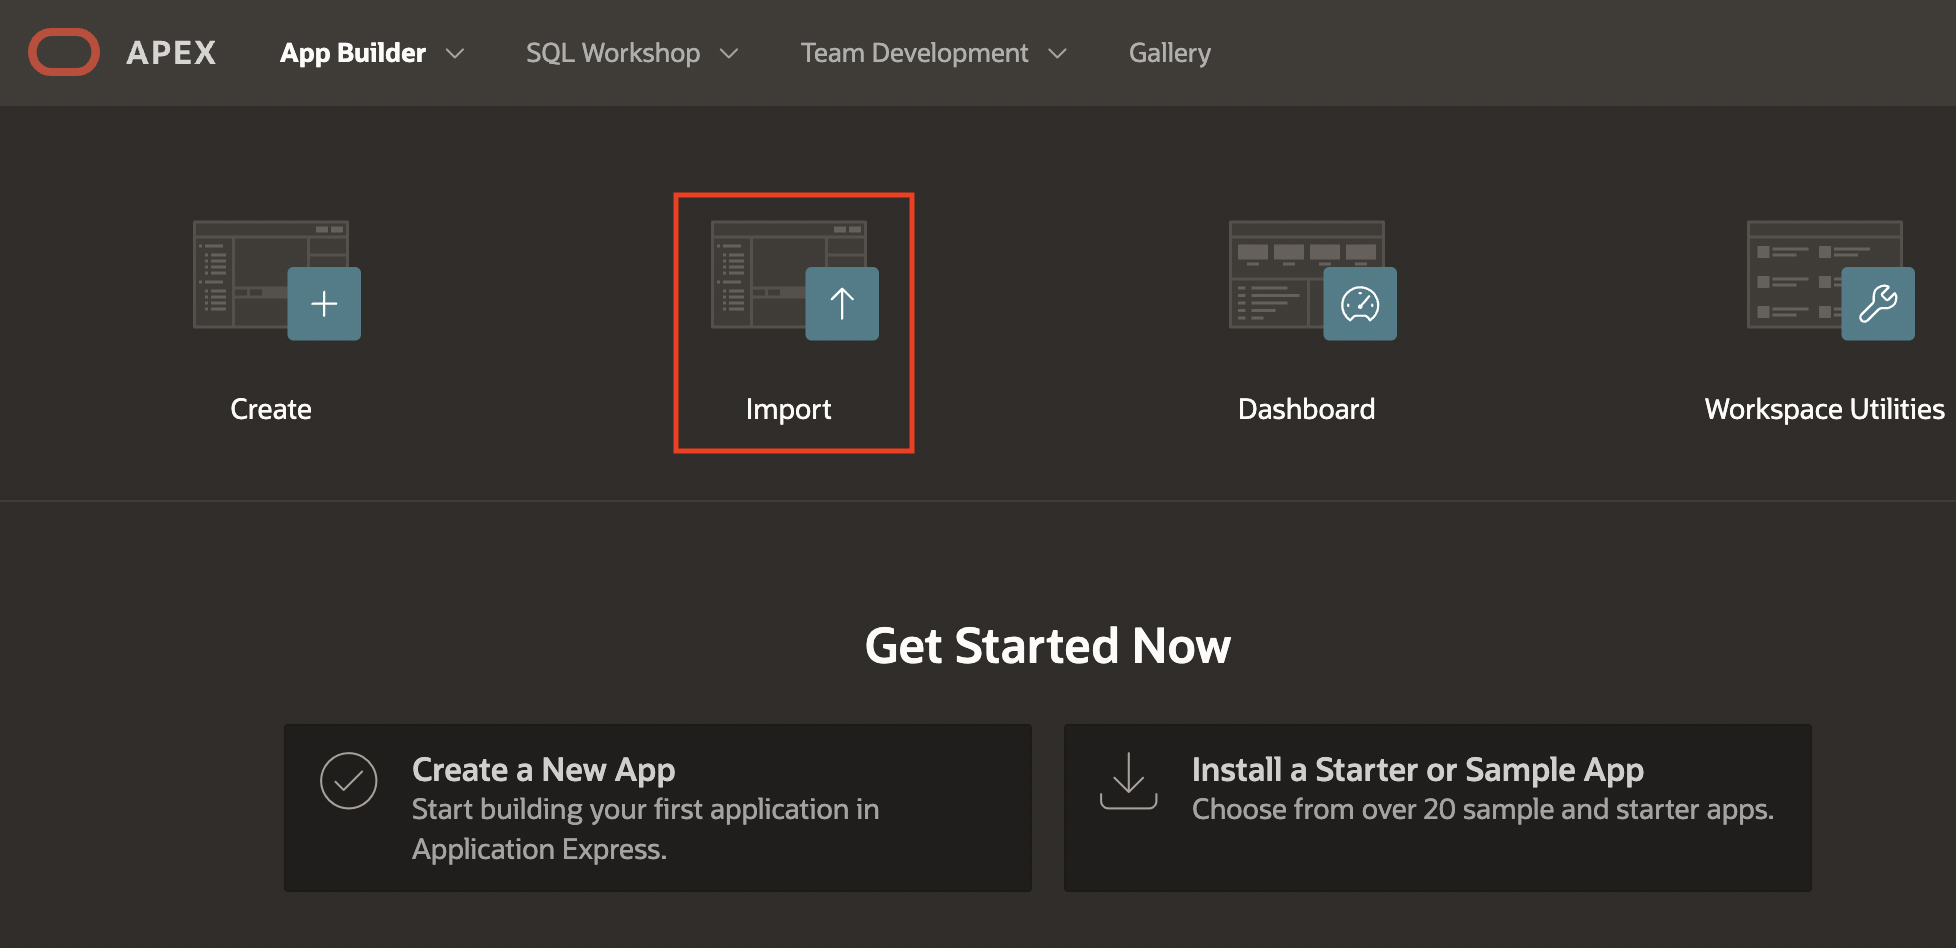 APEX App Builder SQL Workshop Team Development Gallery
Create Import Dashboard Workspace Utilities
Get Started Now
Create a New App
Start building your first application in
Application Express.
Install a Starter or Sample App
Choose from over 20 sample and starter apps.